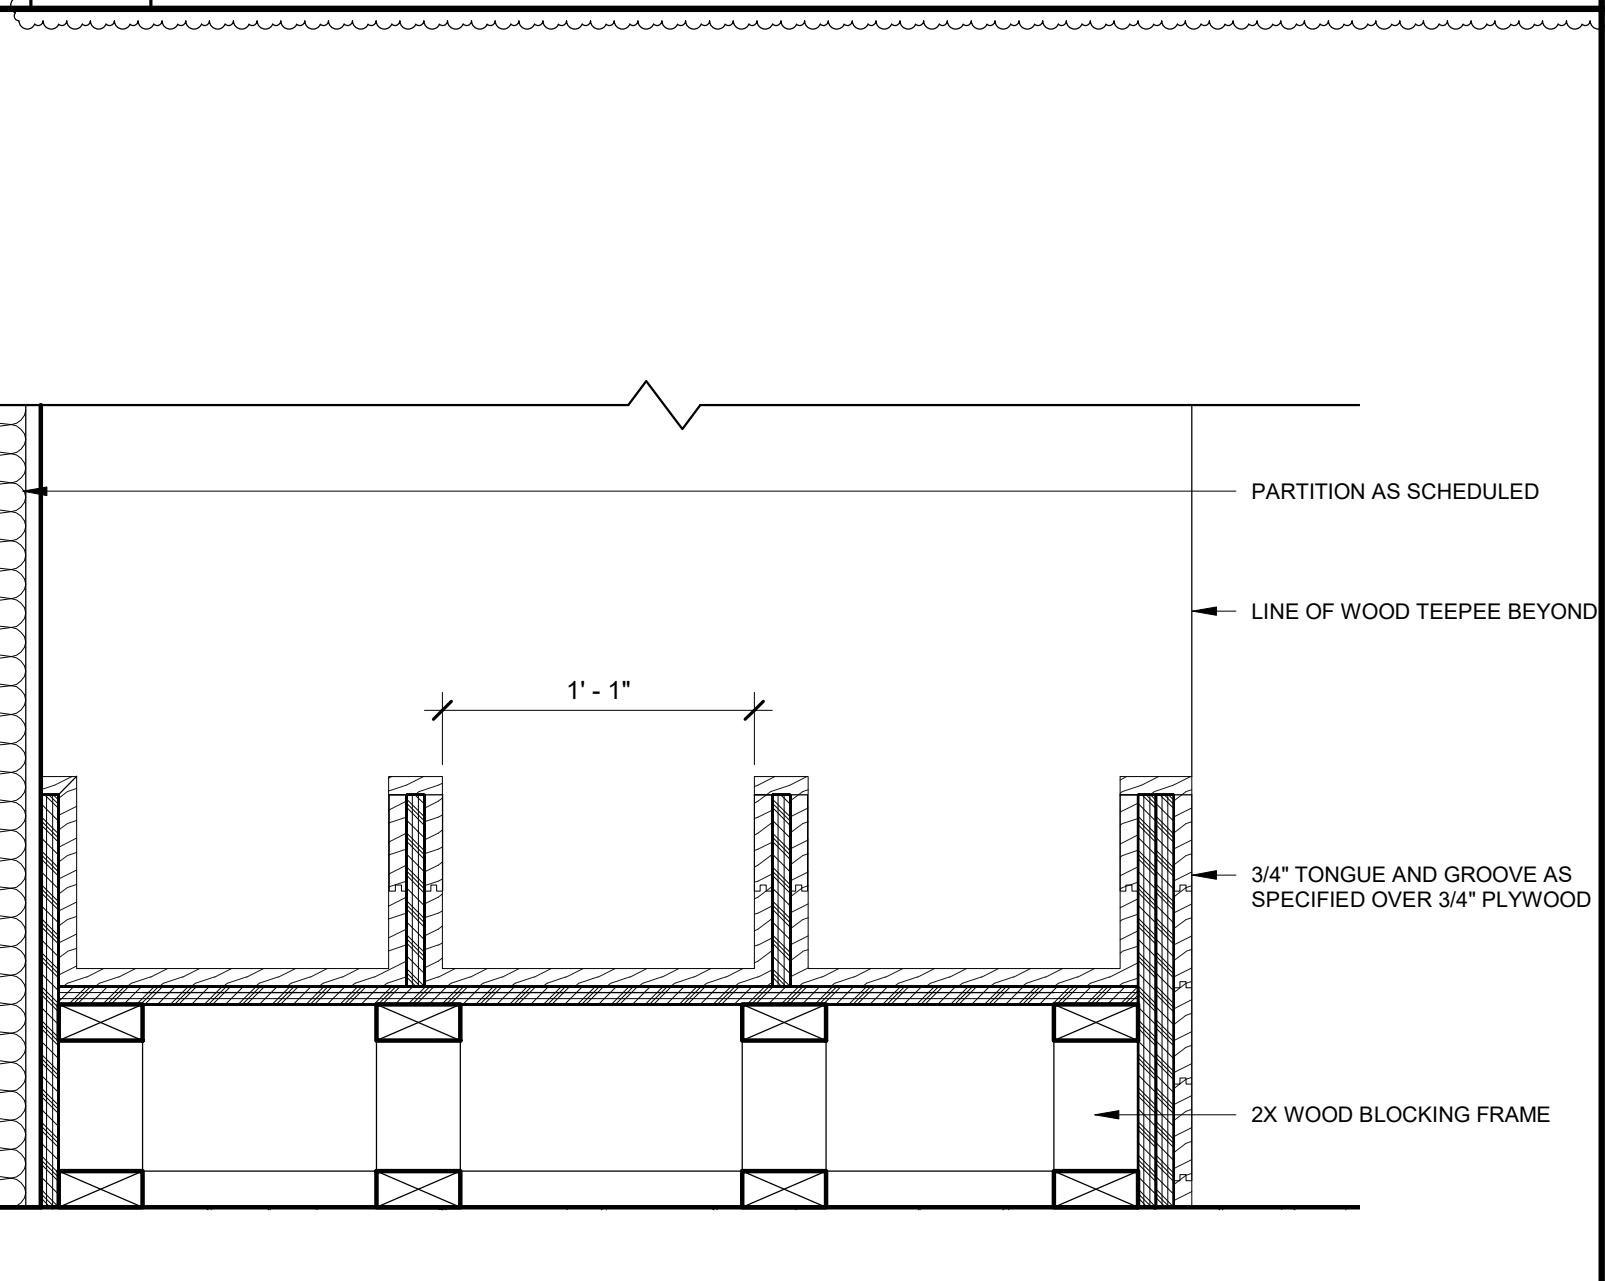 PARTITION AS SCHEDULED
LINE OF WOOD TEEPEE BEYOND
1' - 1"
3/4" TONGUE AND GROOVE AS
SPECIFIED OVER 3/4" PLYWOOD
2X WOOD BLOCKING FRAME